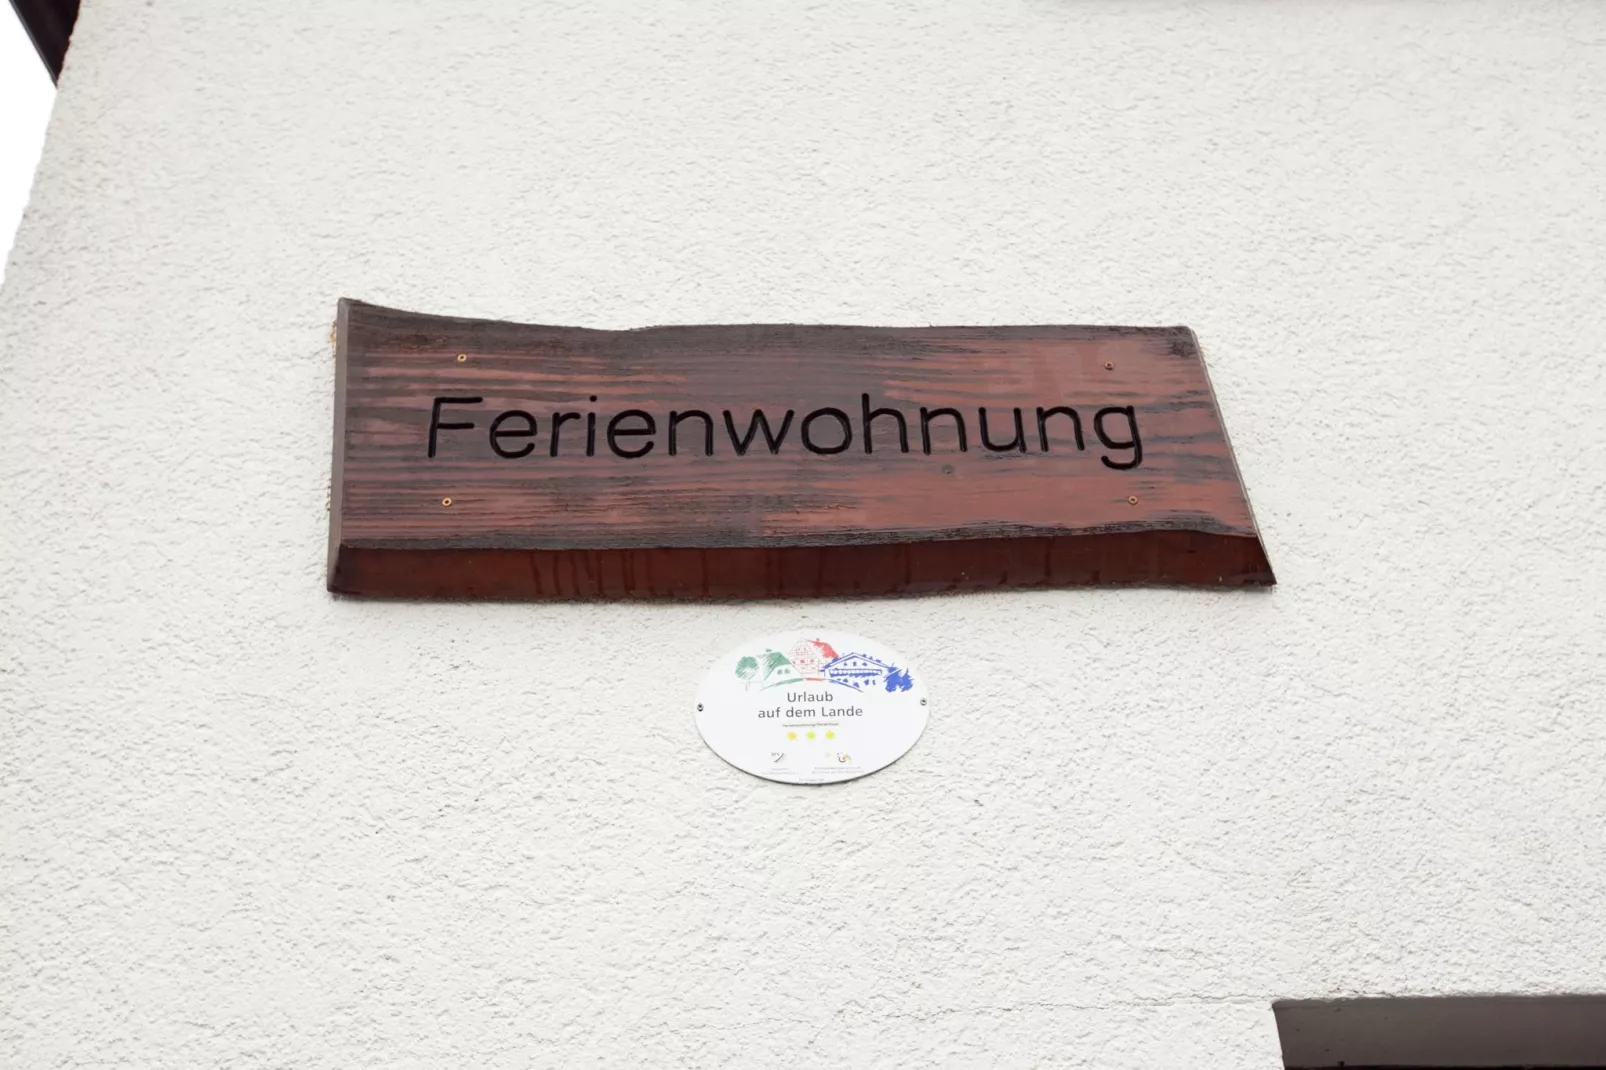 Ferienwohnung
Urlaub
auf dem Lande